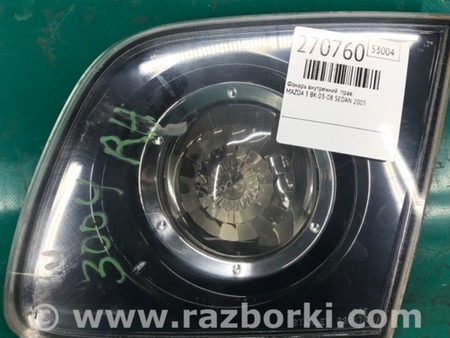 270760
53004
Фонарь внутренний прав.
MAZDA 3 BK 03-08 SEDAN 2005
3004 RH
www.razborki.com